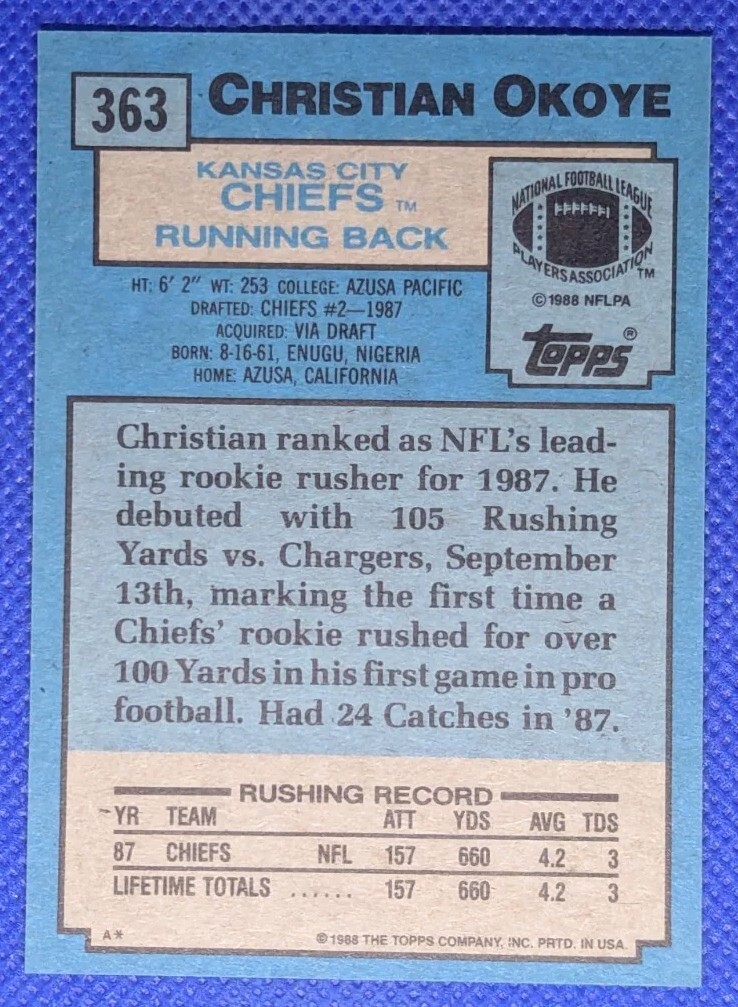 363 CHRISTIAN OKOYE
KANSAS CITY
CHIEFS TM
RUNNING BACK
NATIONAL FOOTBALL LEAGUE
PLAYERS ASSOCIATION TM
© 1988 NFLPA
topps®
HT: 6' 2" WT: 253 COLLEGE: AZUSA PACIFIC
DRAFTED: CHIEFS #2—1987
ACQUIRED: VIA DRAFT
BORN: 8-16-61, ENUGU, NIGERIA
HOME: AZUSA, CALIFORNIA
Christian ranked as NFL's lead-
ing rookie rusher for 1987. He
debuted with 105 Rushing
Yards vs. Chargers, September
13th, marking the first time a
Chiefs' rookie rushed for over
100 Yards in his first game in pro
football. Had 24 Catches in '87.
RUSHING RECORD
YR TEAM ATT YDS AVG TDS
87 CHIEFS NFL 157 660 4.2 3
LIFETIME TOTALS ...... 157 660 4.2 3
A* © 1988 THE TOPPS COMPANY, INC. PRTD. IN USA.